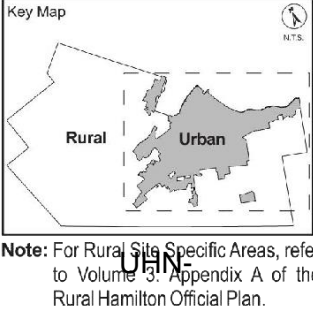 Key Map
N.T.S.
Rural
Urban
Note: For Rural Site Specific Areas, refe
to Volume 3: Appendix A of the
UHN-
Rural Hamilton Official Plan.